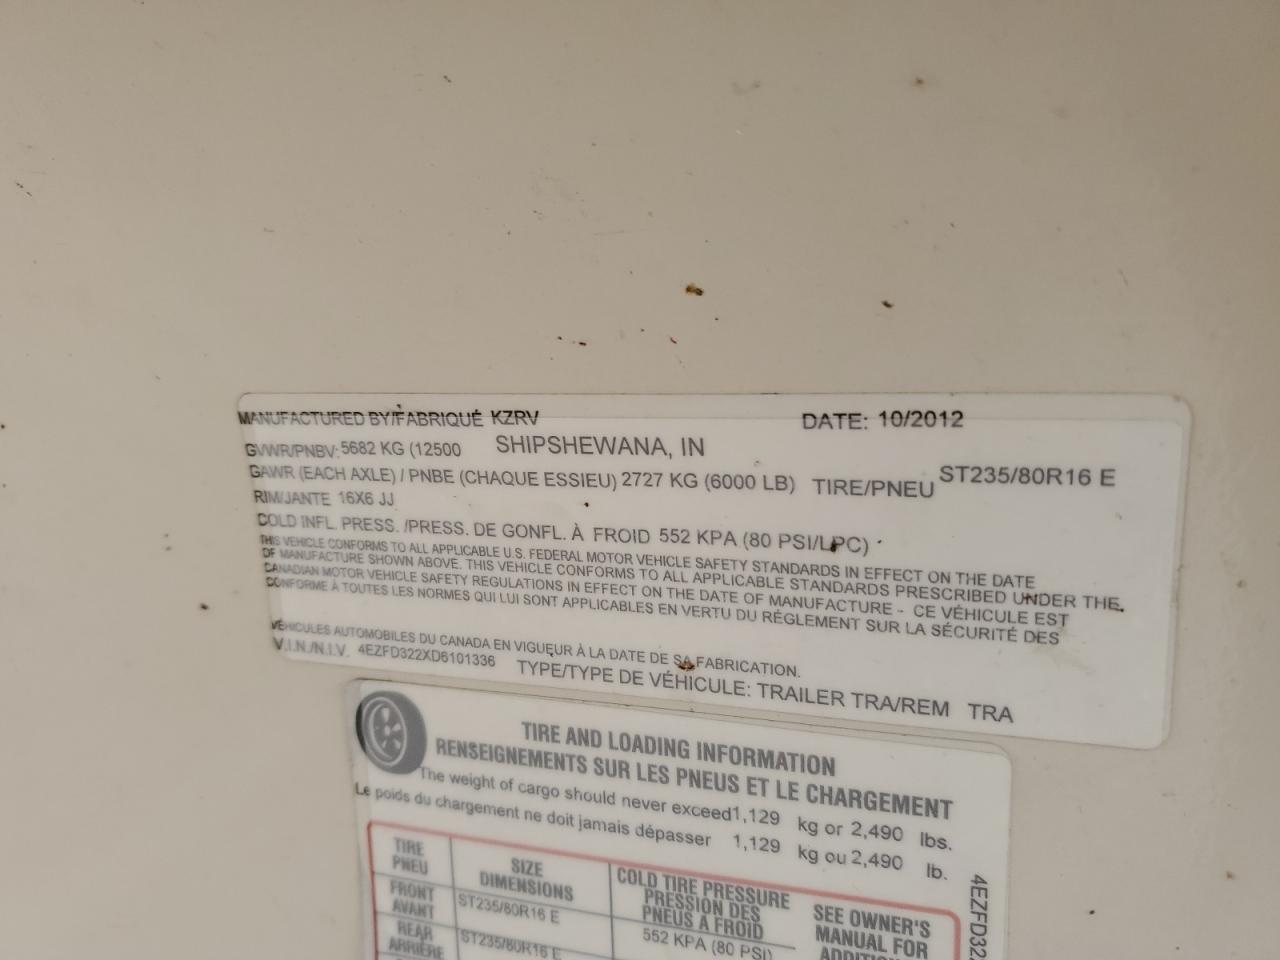 MANUFACTURED BY/FABRIQUÉ KZRV DATE: 10/2012
GVWR/PNBV: 5682 KG (12500 SHIPSHEWANA, IN
GAWR (EACH AXLE) / PNBE (CHAQUE ESSIEU) 2727 KG (6000 LB) TIRE/PNEU ST235/80R16 E
RIM/JANTE 16X6 JJ
COLD INFL. PRESS. /PRESS. DE GONFL. À FROID 552 KPA (80 PSI/LPC)
THIS VEHICLE CONFORMS TO ALL APPLICABLE U.S. FEDERAL MOTOR VEHICLE SAFETY STANDARDS IN EFFECT ON THE DATE
OF MANUFACTURE SHOWN ABOVE. THIS VEHICLE CONFORMS TO ALL APPLICABLE STANDARDS PRESCRIBED UNDER THE
CANADIAN MOTOR VEHICLE SAFETY REGULATIONS IN EFFECT ON THE DATE OF MANUFACTURE - CE VÉHICULE EST
CONFORME À TOUTES LES NORMES QUI LUI SONT APPLICABLES EN VERTU DU RÉGLEMENT SUR LA SÉCURITÉ DES
VÉHICULES AUTOMOBILES DU CANADA EN VIGUEUR À LA DATE DE SA FABRICATION.
V.I.N./N.I.V. 4EZFD322XD6101336 TYPE/TYPE DE VÉHICULE: TRAILER TRA/REM TRA
TIRE AND LOADING INFORMATION
RENSEIGNEMENTS SUR LES PNEUS ET LE CHARGEMENT
The weight of cargo should never exceed 1,129 kg or 2,490 lbs.
Le poids du chargement ne doit jamais dépasser 1,129 kg ou 2,490 lb.
TIRE
PNEU
SIZE
DIMENSIONS
COLD TIRE PRESSURE
PRESSION DES
PNEUS A FROID
SEE OWNER'S
MANUAL FOR
FRONT
AVANT
ST235/80R16 E
552 KPA (80 PSI)
REAR
ARRIÈRE
ST235/80R16 E
4EZFD32